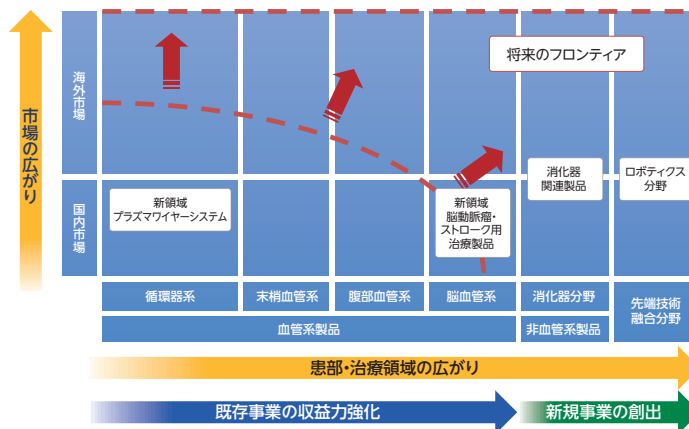 市場の広がり
海外市場
国内市場
将来のフロンティア
新領域
プラズマワイヤーシステム
新領域
脳動脈瘤・
ストローク用
治療製品
消化器
関連製品
ロボティクス
分野
循環器系
末梢血管系
腹部血管系
脳血管系
消化器分野
先端技術
融合分野
血管系製品
非血管系製品
患部・治療領域の広がり
既存事業の収益力強化
新規事業の創出